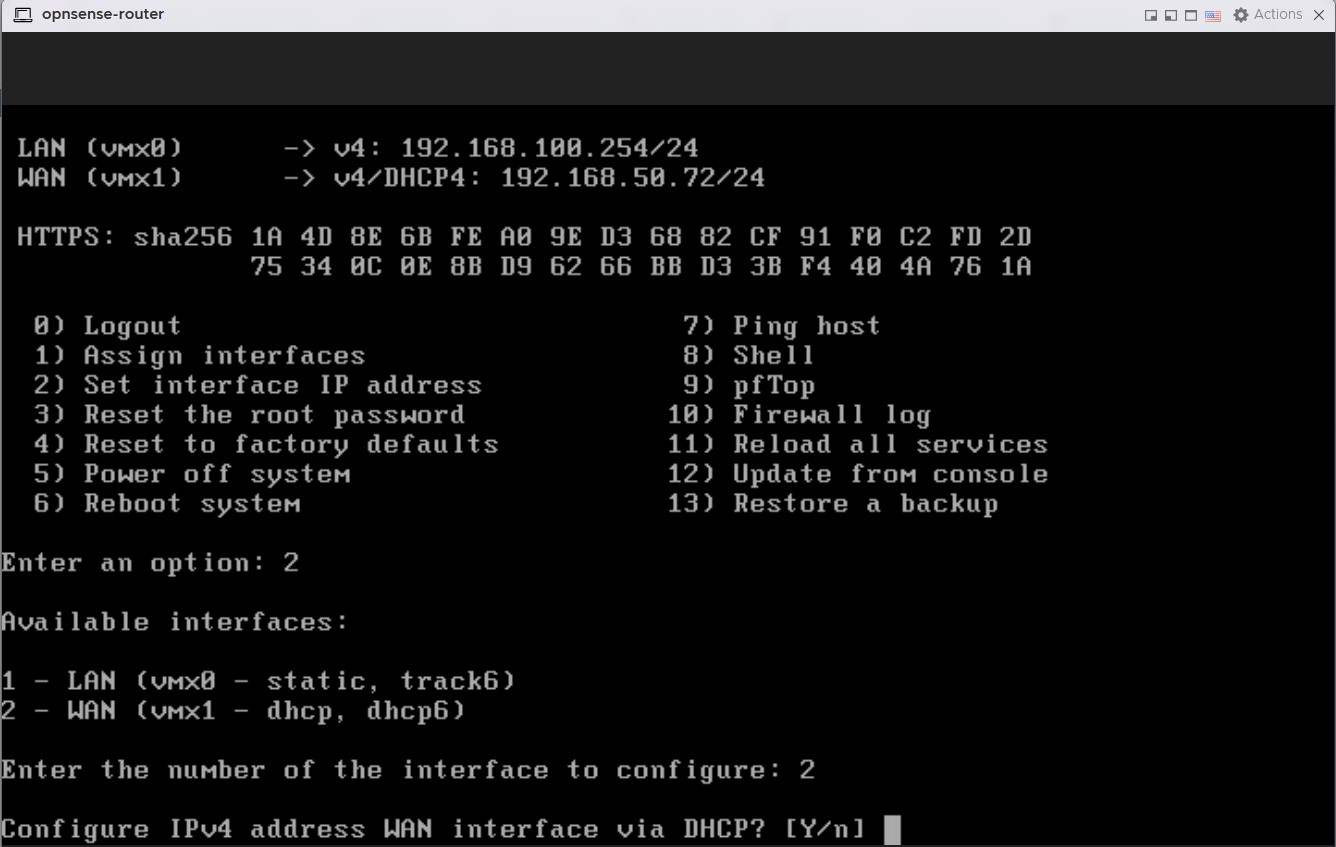 opnsense-router Actions
LAN (vmx0) -> v4: 192.168.100.254/24
WAN (vmx1) -> v4/DHCP4: 192.168.50.72/24
HTTPS: sha256 1A 4D 8E 6B FE A0 9E D3 68 82 CF 91 F0 C2 FD 2D
75 34 0C 0E 8B D9 62 66 BB D3 3B F4 40 4A 76 1A
0) Logout 7) Ping host
1) Assign interfaces 8) Shell
2) Set interface IP address 9) pfTop
3) Reset the root password 10) Firewall log
4) Reset to factory defaults 11) Reload all services
5) Power off system 12) Update from console
6) Reboot system 13) Restore a backup
Enter an option: 2
Available interfaces:
1 - LAN (vmx0 - static, track6)
2 - WAN (vmx1 - dhcp, dhcp6)
Enter the number of the interface to configure: 2
Configure IPv4 address WAN interface via DHCP? [Y/n]